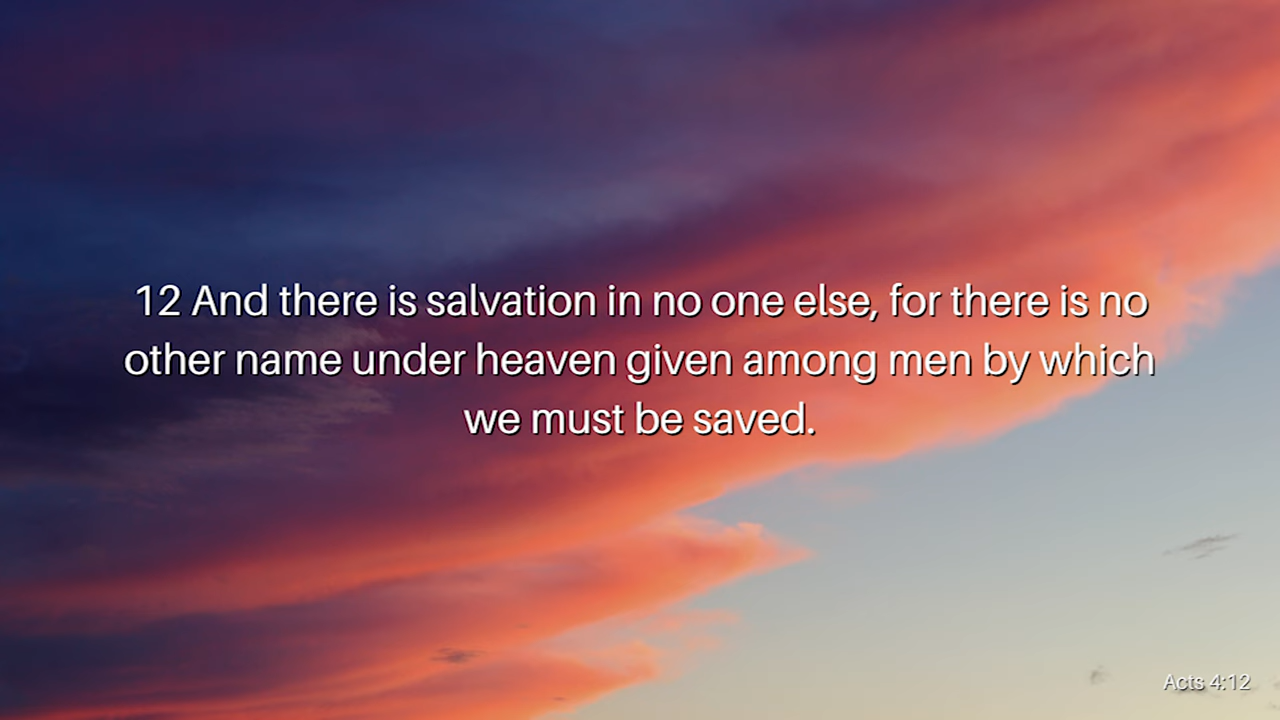 12 And there is salvation in no one else, for there is no
other name under heaven given among men by which
we must be saved.
Acts 4:12